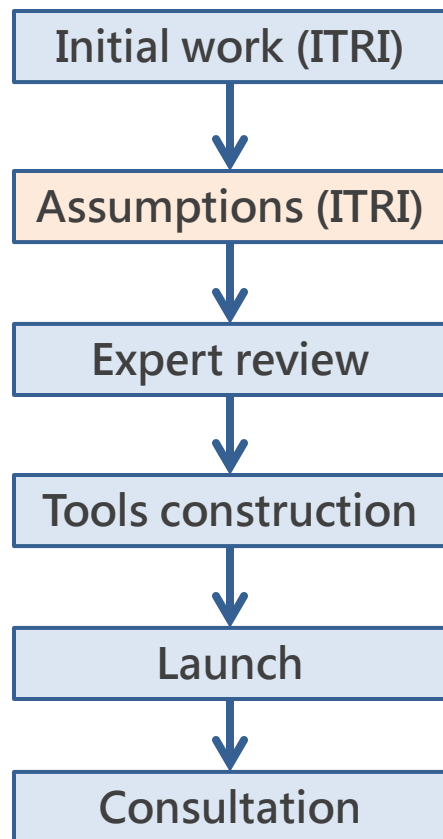 Initial work (ITRI)
Assumptions (ITRI)
Expert review
Tools construction
Launch
Consultation